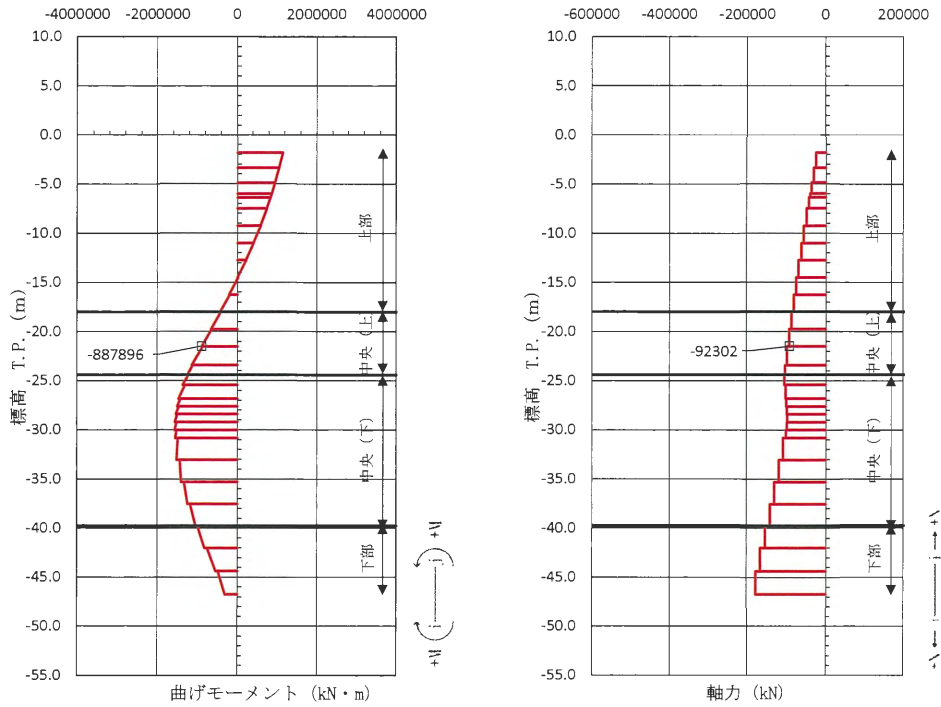 -4000000 -2000000 0 2000000 4000000
10.0
5.0
0.0
-5.0
-10.0
-15.0
-20.0
-25.0
-30.0
-35.0
-40.0
-45.0
-50.0
-55.0
標高 T.P. (m)
-887896
上部
中央 (上)
中央 (下)
下部
+M
i
j
+M
曲げモーメント (kN・m)
-600000 -400000 -200000 0 200000
10.0
5.0
0.0
-5.0
-10.0
-15.0
-20.0
-25.0
-30.0
-35.0
-40.0
-45.0
-50.0
-55.0
標高 T.P. (m)
-92302
上部
中央 (上)
中央 (下)
下部
+N
i
j
+N
軸力 (kN)